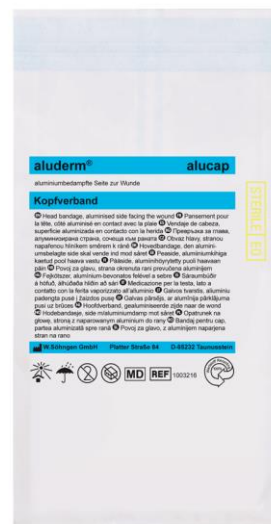 aluderm® alucap
aluminiumbedampfte Seite zur Wunde
Kopfverband
Head bandage, aluminised side facing the wound Pansement pour
la tête, côté aluminisé en contact avec la plaie Vendaje de cabeza,
superficie aluminizada en contacto con la herida Превръзка за глава,
алуминизирана страна, сочеща към раната Obvaz hlavy, stranou
napařenou hliníkem směrem k ráně Hovedbandage, den alumini-
umsbelagte side skal vende ind mod såret Peaside, alumiiniumkihiga
kaetud pool haava vastu Pääside, alumiinihöyrytetty puoli haavaan
päin Povoj za glavu, strana okrenuta rani prevučena aluminijem
Fejkötszer, alumínium bevonatos felével a sebre Sáraumbúðir
á höfuð, álhúðaða hliðin að sári Medicazione per la testa, lato a
contatto con la ferita vaporizzato all'alluminio Galvos tvarstis, aliuminiu
padengta pusė į žaizdos pusę Galvas pārsējs, ar alumīnija pārklājumu
pusi uz brūces Hoofdverband, gealuminiseerde zijde naar de wond
Hodebandasje, side m/aluminiumdamp mot såret Opatrunek na
głowę, stroną z naparowanym aluminium do rany Bandaj pentru cap,
partea aluminizată spre rană Povoj za glavo, z aluminijem naparjena
stran na rano
W.Söhngen GmbH Platter Straße 84 D-65232 Taunusstein
MD REF 1003216
STERILE EO